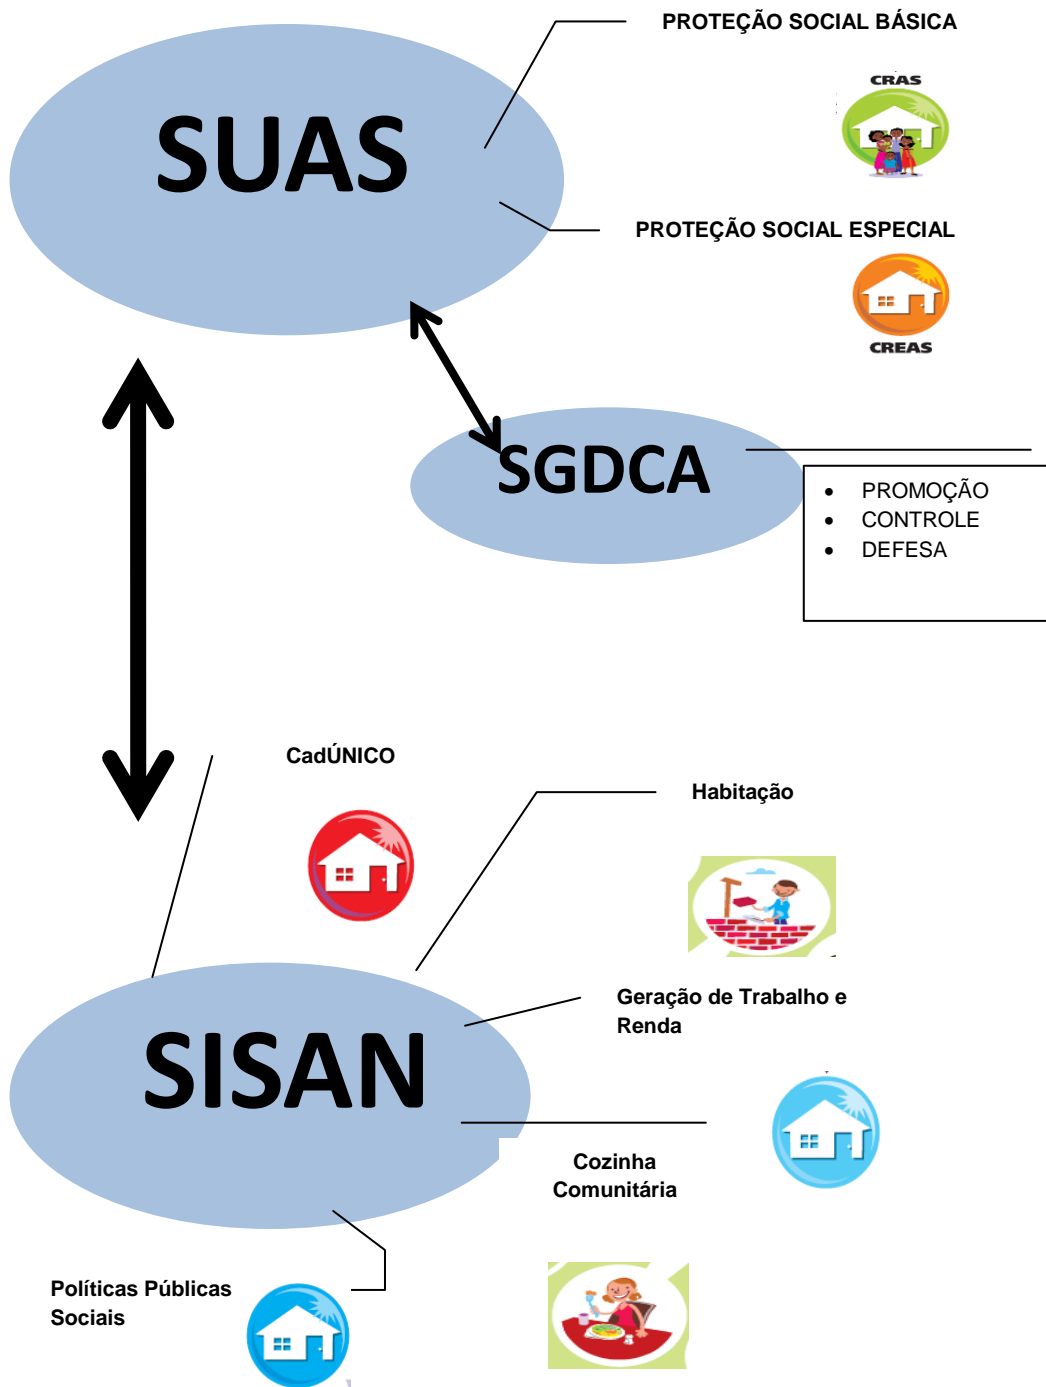 PROTEÇÃO SOCIAL BÁSICA
CRAS
SUAS
PROTEÇÃO SOCIAL ESPECIAL
CREAS
SGDCA
• PROMOÇÃO
• CONTROLE
• DEFESA
CadÚNICO
Habitação
Geração de Trabalho e
Renda
SISAN
Cozinha
Comunitária
Políticas Públicas
Sociais